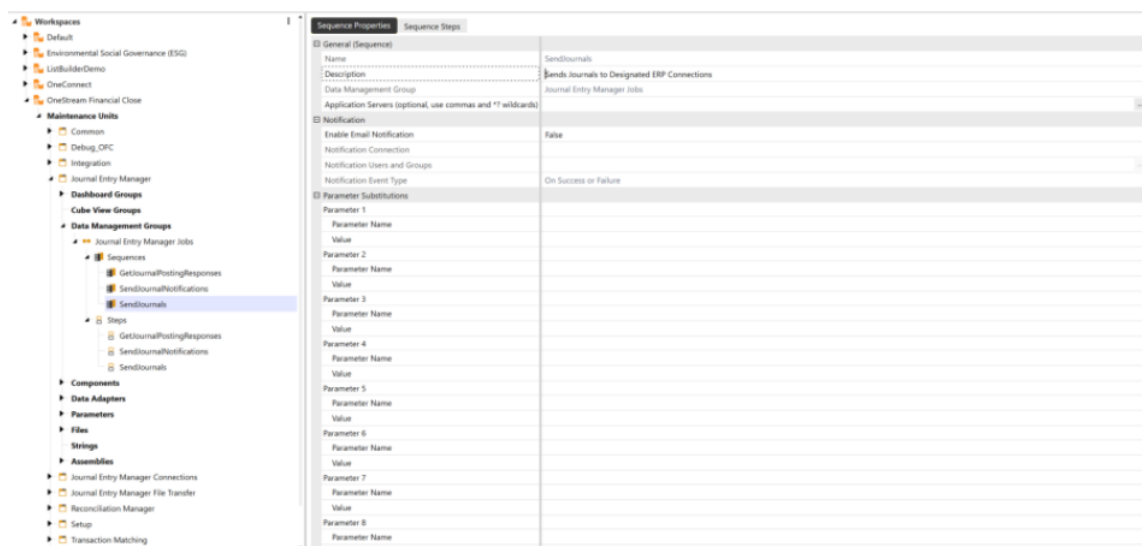 Workspaces
Default
Environmental Social Governance (ESG)
ListBuilderDemo
OneConnect
OneStream Financial Close
Maintenance Units
Common
Debug_OFC
Integration
Journal Entry Manager
Dashboard Groups
Cube View Groups
Data Management Groups
Journal Entry Manager Jobs
Sequences
GetJournalPostingResponses
SendJournalNotifications
SendJournals
Steps
GetJournalPostingResponses
SendJournalNotifications
SendJournals
Components
Data Adapters
Parameters
Files
Strings
Assemblies
Journal Entry Manager Connections
Journal Entry Manager File Transfer
Reconciliation Manager
Setup
Transaction Matching
Sequence Properties Sequence Steps
General (Sequence)
Name SendJournals
Description Sends Journals to Designated ERP Connections
Data Management Group Journal Entry Manager Jobs
Application Servers (optional, use commas and *? wildcards) ...
Notification
Enable Email Notification False
Notification Connection
Notification Users and Groups ...
Notification Event Type On Success or Failure
Parameter Substitutions
Parameter 1
Parameter Name
Value
Parameter 2
Parameter Name
Value
Parameter 3
Parameter Name
Value
Parameter 4
Parameter Name
Value
Parameter 5
Parameter Name
Value
Parameter 6
Parameter Name
Value
Parameter 7
Parameter Name
Value
Parameter 8
Parameter Name